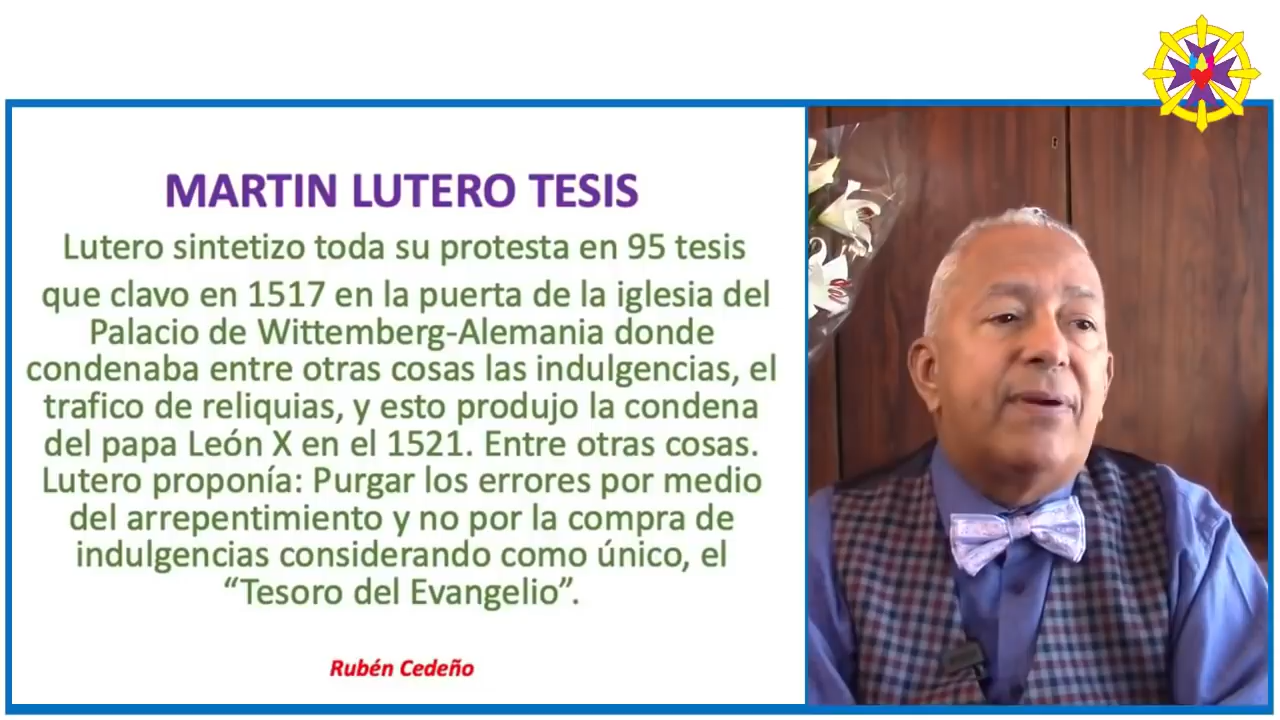 MARTIN LUTERO TESIS
Lutero sintetizo toda su protesta en 95 tesis
que clavo en 1517 en la puerta de la iglesia del
Palacio de Wittemberg-Alemania donde
condenaba entre otras cosas las indulgencias, el
trafico de reliquias, y esto produjo la condena
del papa León X en el 1521. Entre otras cosas.
Lutero proponía: Purgar los errores por medio
del arrepentimiento y no por la compra de
indulgencias considerando como único, el
“Tesoro del Evangelio”.
Rubén Cedeño